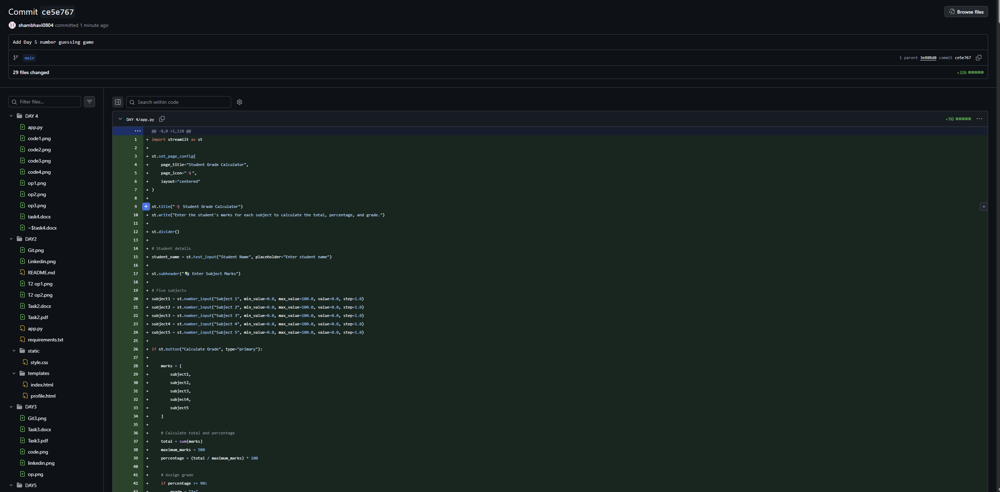 Commit ce5e767
Browse files
shambhavi0804 committed 1 minute ago
Add Day 5 number guessing game
main
1 parent 3e808d0 commit ce5e767
29 files changed
+326
Filter files...
DAY 4
app.py
code1.png
code2.png
code3.png
code4.png
op1.png
op2.png
op3.png
task4.docx
~$task4.docx
DAY2
Git.png
Linkedin.png
README.md
T2 op1.png
T2 op2.png
Task2.docx
Task2.pdf
app.py
requirements.txt
static
style.css
templates
index.html
profile.html
DAY3
Git3.png
Task3.docx
Task3.pdf
code.png
linkedin.png
op.png
DAY5
Search within code
DAY 4/app.py
+110
@@ -0,0 +1,110 @@
1 + import streamlit as st
2 +
3 + st.set_page_config(
4 +     page_title="Student Grade Calculator",
5 +     page_icon="🎓",
6 +     layout="centered"
7 + )
8 +
9 + st.title("🎓 Student Grade Calculator")
10 + st.write("Enter the student's marks for each subject to calculate the total, percentage, and grade.")
11 +
12 + st.divider()
13 +
14 + # Student details
15 + student_name = st.text_input("Student Name", placeholder="Enter student name")
16 +
17 + st.subheader("📚 Enter Subject Marks")
18 +
19 + # Five subjects
20 + subject1 = st.number_input("Subject 1", min_value=0.0, max_value=100.0, value=0.0, step=1.0)
21 + subject2 = st.number_input("Subject 2", min_value=0.0, max_value=100.0, value=0.0, step=1.0)
22 + subject3 = st.number_input("Subject 3", min_value=0.0, max_value=100.0, value=0.0, step=1.0)
23 + subject4 = st.number_input("Subject 4", min_value=0.0, max_value=100.0, value=0.0, step=1.0)
24 + subject5 = st.number_input("Subject 5", min_value=0.0, max_value=100.0, value=0.0, step=1.0)
25 +
26 + if st.button("Calculate Grade", type="primary"):
27 +
28 +     marks = [
29 +         subject1,
30 +         subject2,
31 +         subject3,
32 +         subject4,
33 +         subject5
34 +     ]
35 +
36 +     # Calculate total and percentage
37 +     total = sum(marks)
38 +     maximum_marks = 500
39 +     percentage = (total / maximum_marks) * 100
40 +
41 +     # Assign grade
42 +     if percentage >= 90:
43 +         grade = "A+"